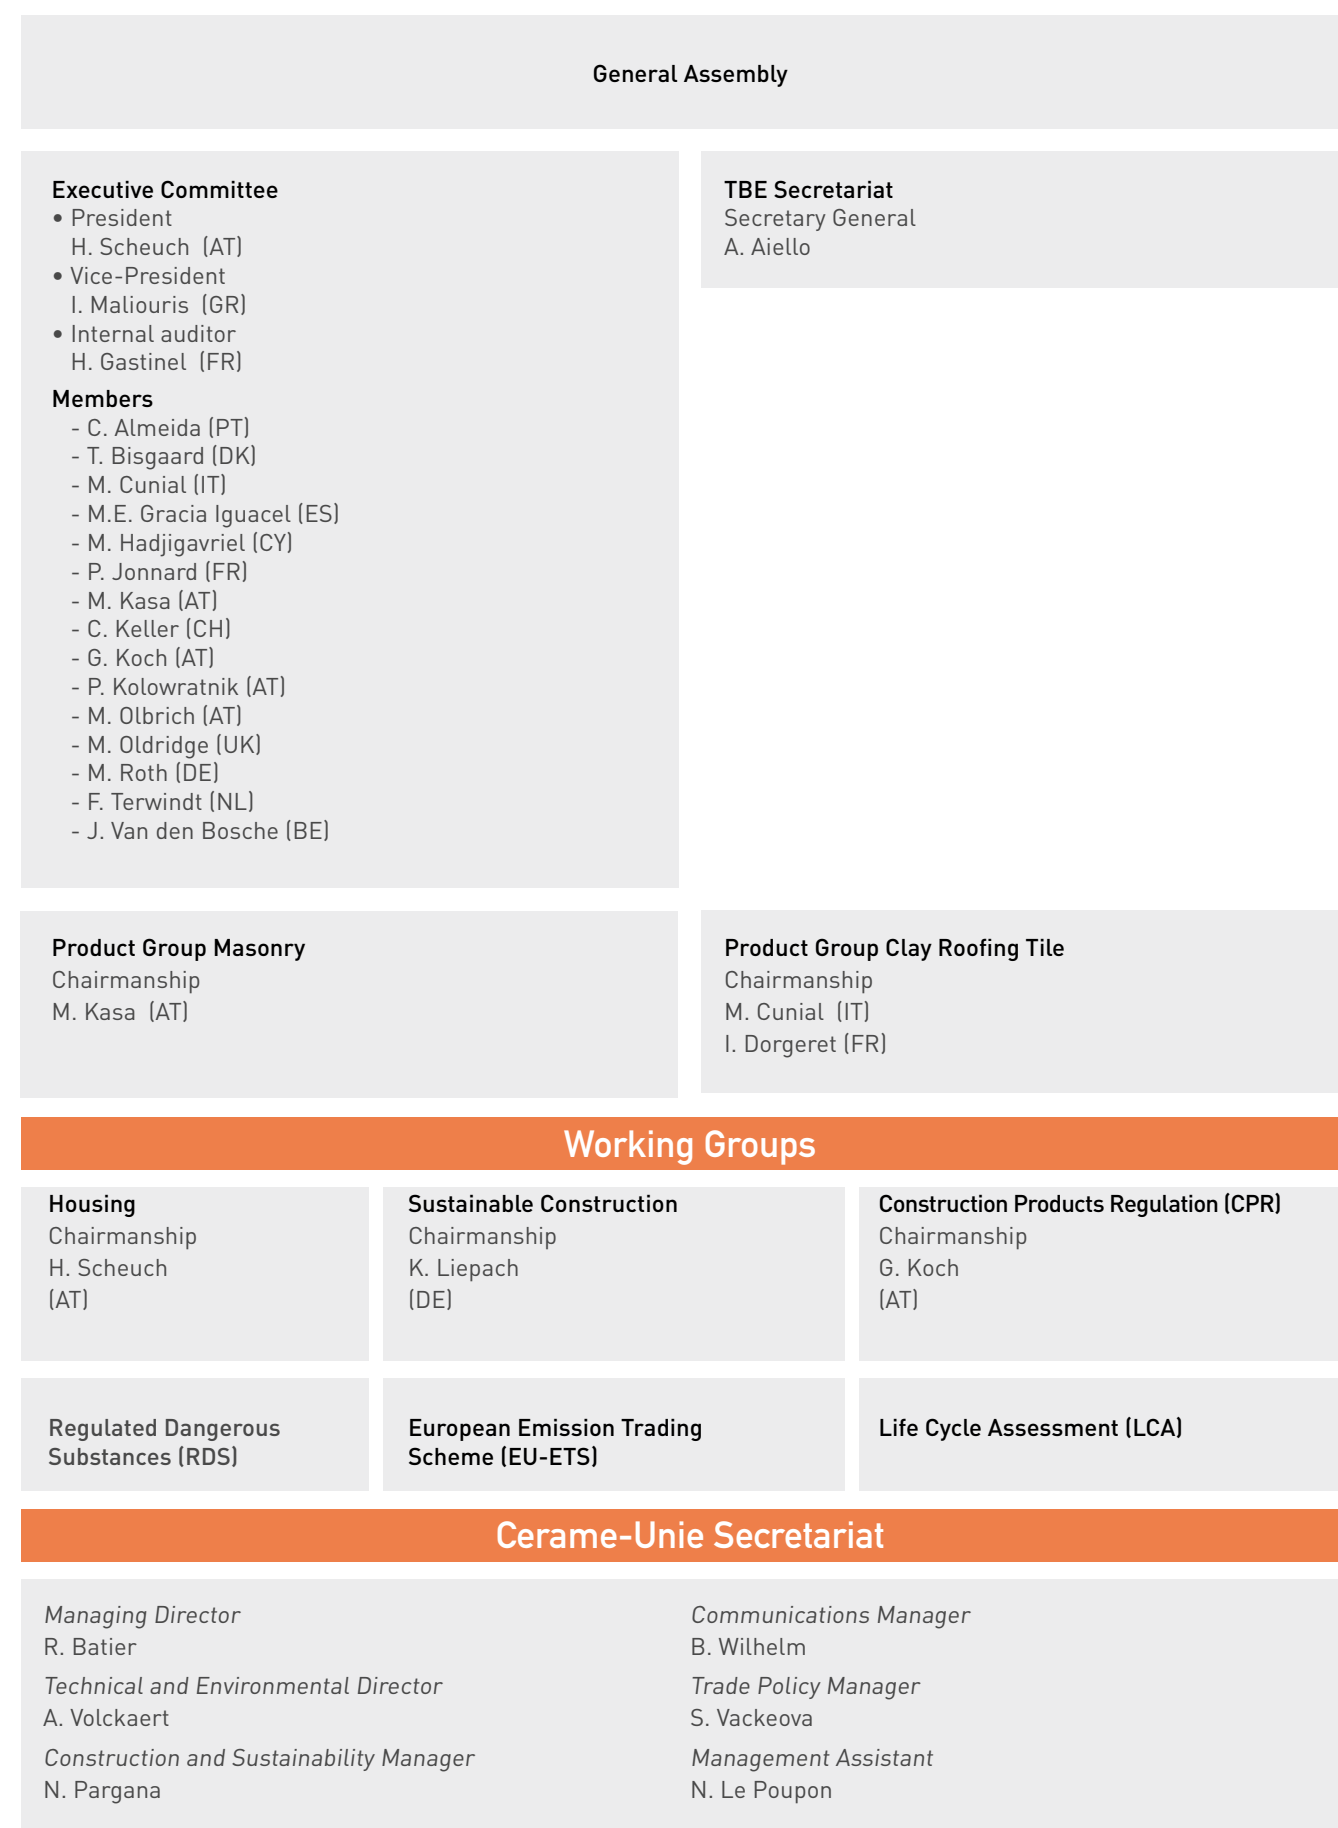 General Assembly
Executive Committee
• President
H. Scheuch (AT)
• Vice-President
I. Maliouris (GR)
• Internal auditor
H. Gastinel (FR)
Members
- C. Almeida (PT)
- T. Bisgaard (DK)
- M. Cunial (IT)
- M.E. Gracia Iguacel (ES)
- M. Hadjigavriel (CY)
- P. Jonnard (FR)
- M. Kasa (AT)
- C. Keller (CH)
- G. Koch (AT)
- P. Kolowratnik (AT)
- M. Olbrich (AT)
- M. Oldridge (UK)
- M. Roth (DE)
- F. Terwindt (NL)
- J. Van den Bosche (BE)
TBE Secretariat
Secretary General
A. Aiello
Product Group Masonry
Chairmanship
M. Kasa (AT)
Product Group Clay Roofing Tile
Chairmanship
M. Cunial (IT)
I. Dorgeret (FR)
Working Groups
Housing
Chairmanship
H. Scheuch
(AT)
Sustainable Construction
Chairmanship
K. Liepach
(DE)
Construction Products Regulation (CPR)
Chairmanship
G. Koch
(AT)
Regulated Dangerous
Substances (RDS)
European Emission Trading
Scheme (EU-ETS)
Life Cycle Assessment (LCA)
Cerame-Unie Secretariat
Managing Director
R. Batier
Technical and Environmental Director
A. Volckaert
Construction and Sustainability Manager
N. Pargana
Communications Manager
B. Wilhelm
Trade Policy Manager
S. Vackeova
Management Assistant
N. Le Poupon